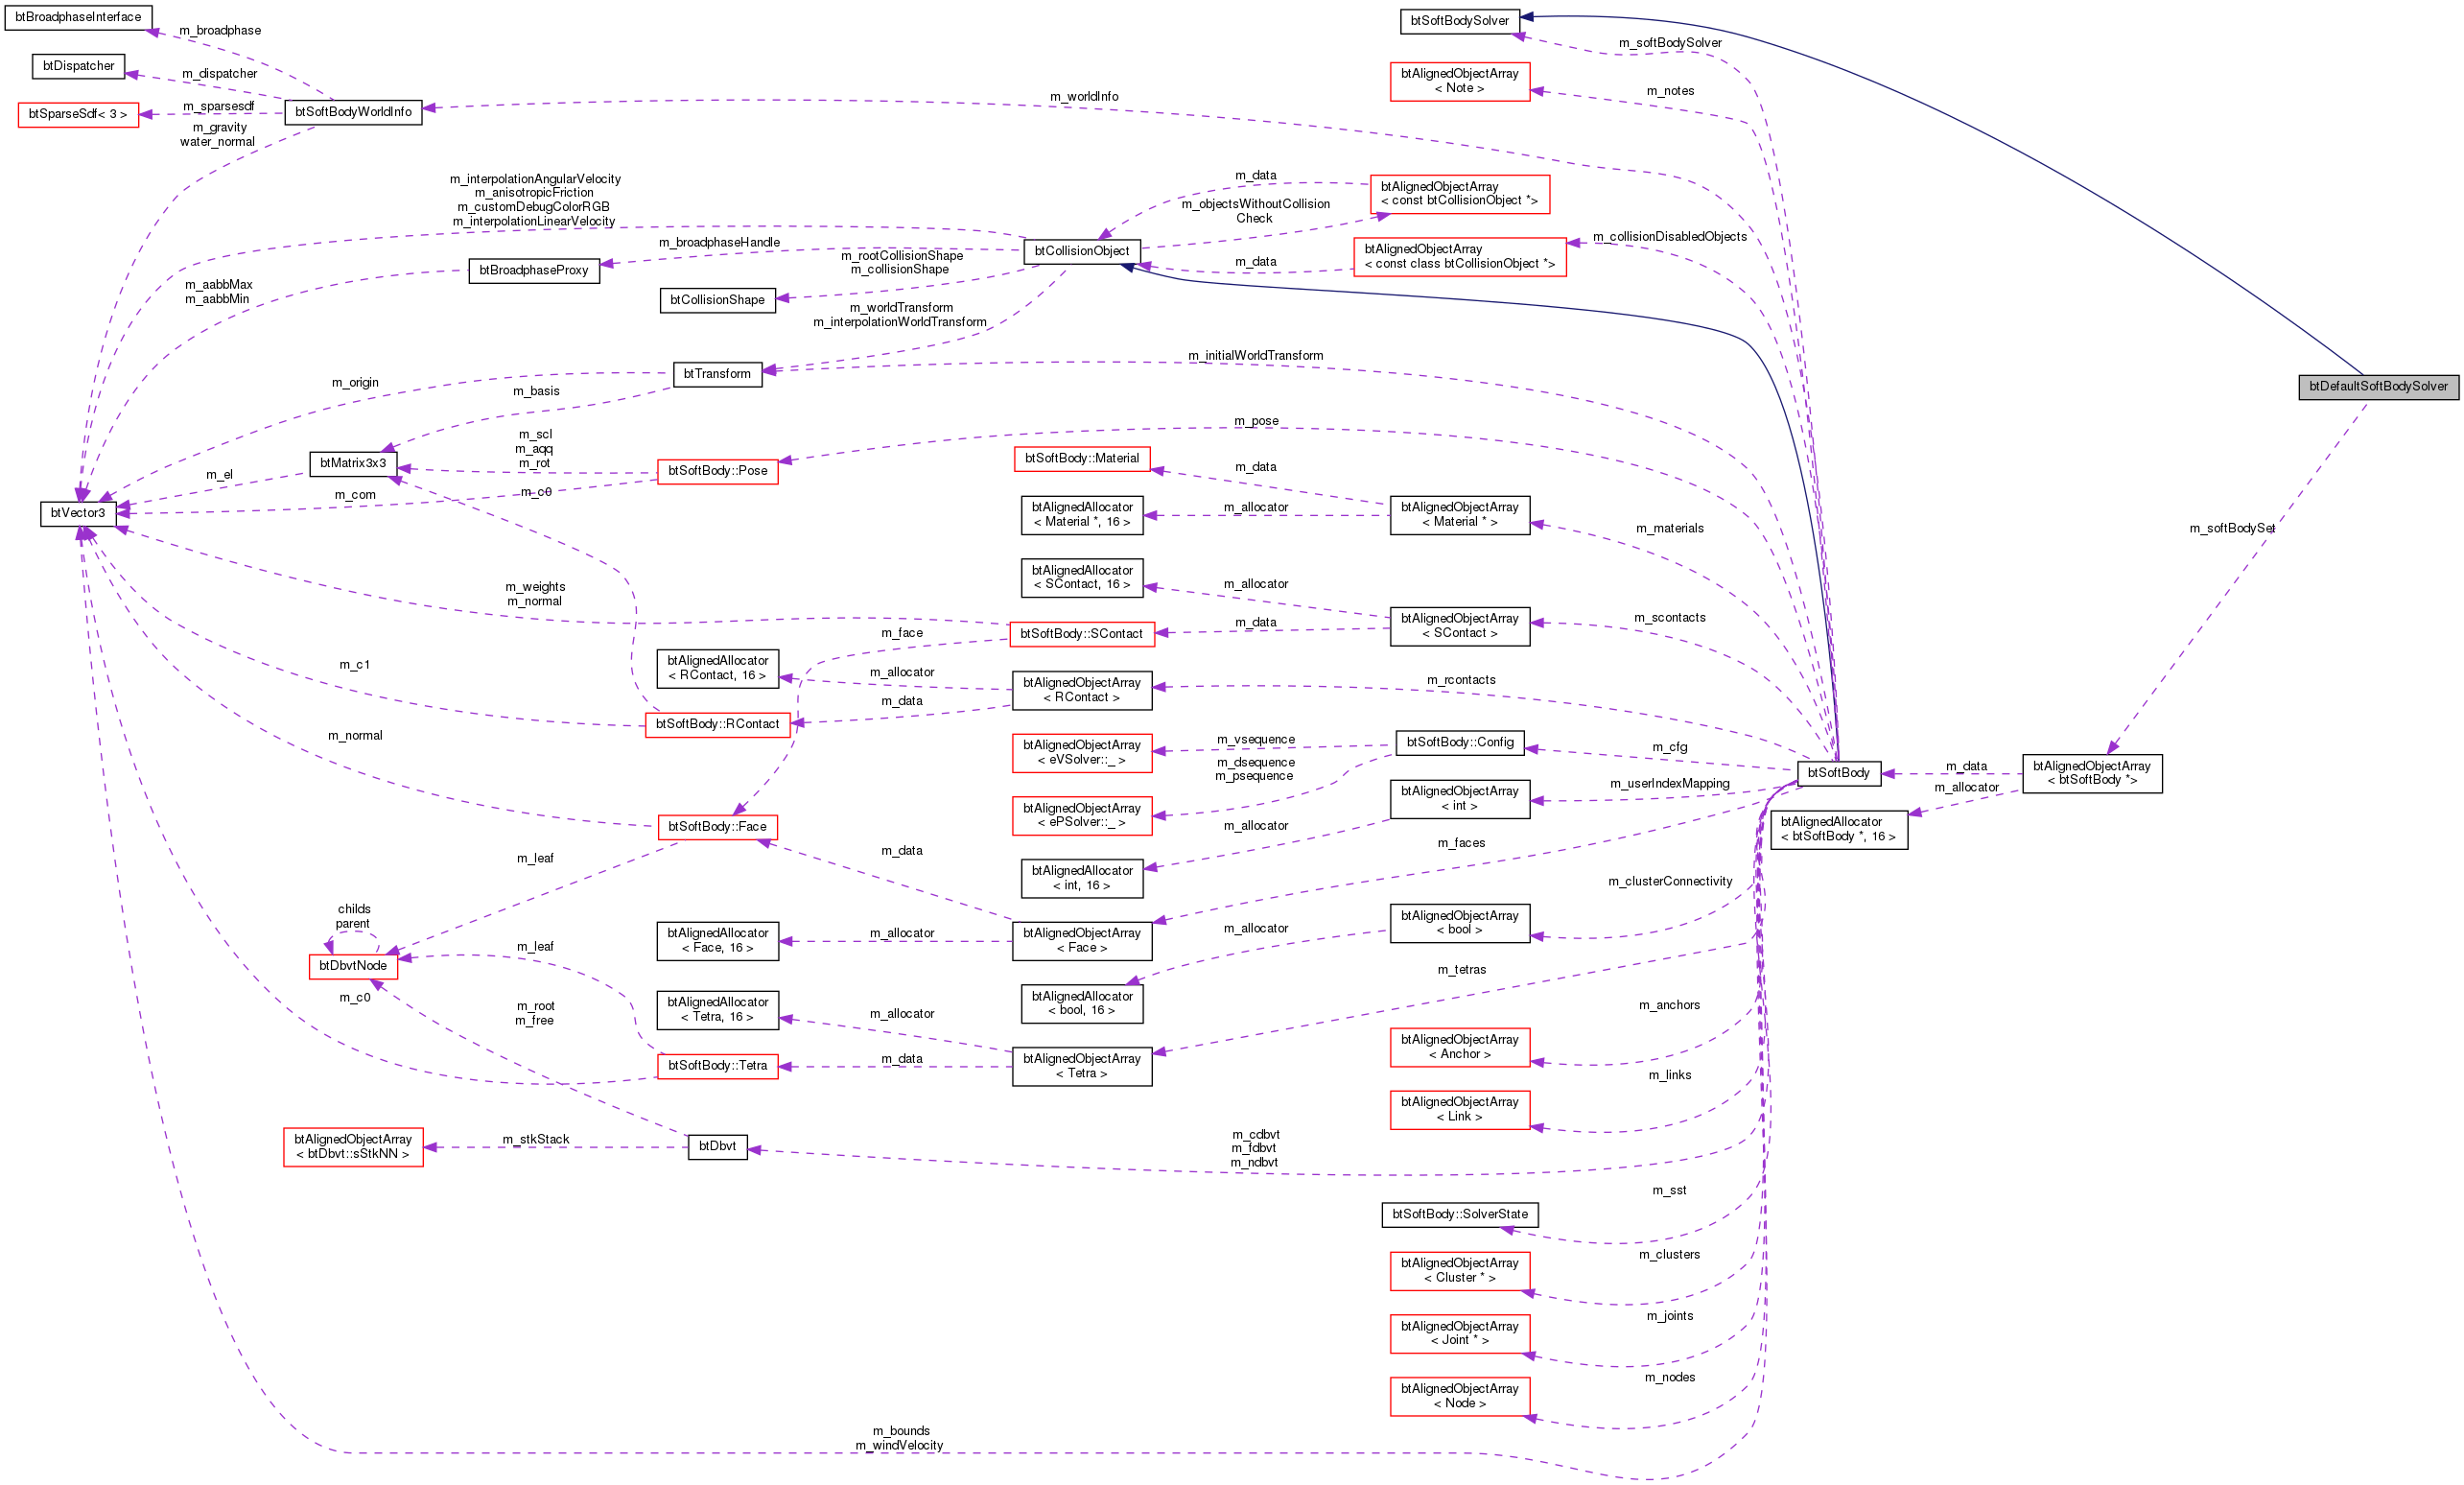 btBroadphaseInterface
btDispatcher
btSparseSdf< 3 >
m_broadphase
m_dispatcher
m_sparsesdf
m_gravity
water_normal
btSoftBodyWorldInfo
m_worldInfo
btSoftBodySolver
m_softBodySolver
btAlignedObjectArray
< Note >
m_notes
m_interpolationAngularVelocity
m_anisotropicFriction
m_customDebugColorRGB
m_interpolationLinearVelocity
m_data
btAlignedObjectArray
< const btCollisionObject *>
m_objectsWithoutCollision
Check
m_broadphaseHandle
btCollisionObject
m_collisionDisabledObjects
btAlignedObjectArray
< const class btCollisionObject *>
m_data
m_rootCollisionShape
m_collisionShape
btBroadphaseProxy
m_aabbMax
m_aabbMin
btCollisionShape
m_worldTransform
m_interpolationWorldTransform
m_initialWorldTransform
btTransform
m_origin
m_basis
btDefaultSoftBodySolver
m_pose
m_scl
m_aqq
m_rot
btMatrix3x3
m_el
btSoftBody::Pose
m_com
m_c0
btVector3
btSoftBody::Material
m_data
btAlignedAllocator
< Material *, 16 >
m_allocator
btAlignedObjectArray
< Material * >
m_materials
m_softBodySet
btAlignedAllocator
< SContact, 16 >
m_allocator
m_weights
m_normal
btSoftBody::SContact
m_data
btAlignedObjectArray
< SContact >
m_scontacts
m_face
btAlignedAllocator
< RContact, 16 >
m_allocator
btAlignedObjectArray
< RContact >
m_rcontacts
m_c1
m_data
btSoftBody::RContact
m_normal
btAlignedObjectArray
< eVSolver::_ >
m_vsequence
m_dsequence
m_psequence
btSoftBody::Config
m_cfg
btAlignedObjectArray
< ePSolver::_ >
btAlignedObjectArray
< int >
m_userIndexMapping
m_allocator
btSoftBody
m_data
m_allocator
btAlignedObjectArray
< btSoftBody *>
btAlignedAllocator
< btSoftBody *, 16 >
btSoftBody::Face
m_leaf
m_data
btAlignedAllocator
< int, 16 >
m_faces
m_clusterConnectivity
childs
parent
btDbvtNode
m_leaf
btAlignedAllocator
< Face, 16 >
m_allocator
btAlignedObjectArray
< Face >
m_allocator
btAlignedObjectArray
< bool >
m_tetras
btAlignedAllocator
< bool, 16 >
m_c0
m_root
m_free
btAlignedAllocator
< Tetra, 16 >
m_allocator
m_anchors
btAlignedObjectArray
< Anchor >
btSoftBody::Tetra
m_data
btAlignedObjectArray
< Tetra >
m_links
btAlignedObjectArray
< Link >
btAlignedObjectArray
< btDbvt::sStkNN >
m_stkStack
btDbvt
m_cdbvt
m_fdbvt
m_ndbvt
m_sst
btSoftBody::SolverState
m_clusters
btAlignedObjectArray
< Cluster * >
m_joints
btAlignedObjectArray
< Joint * >
m_nodes
btAlignedObjectArray
< Node >
m_bounds
m_windVelocity